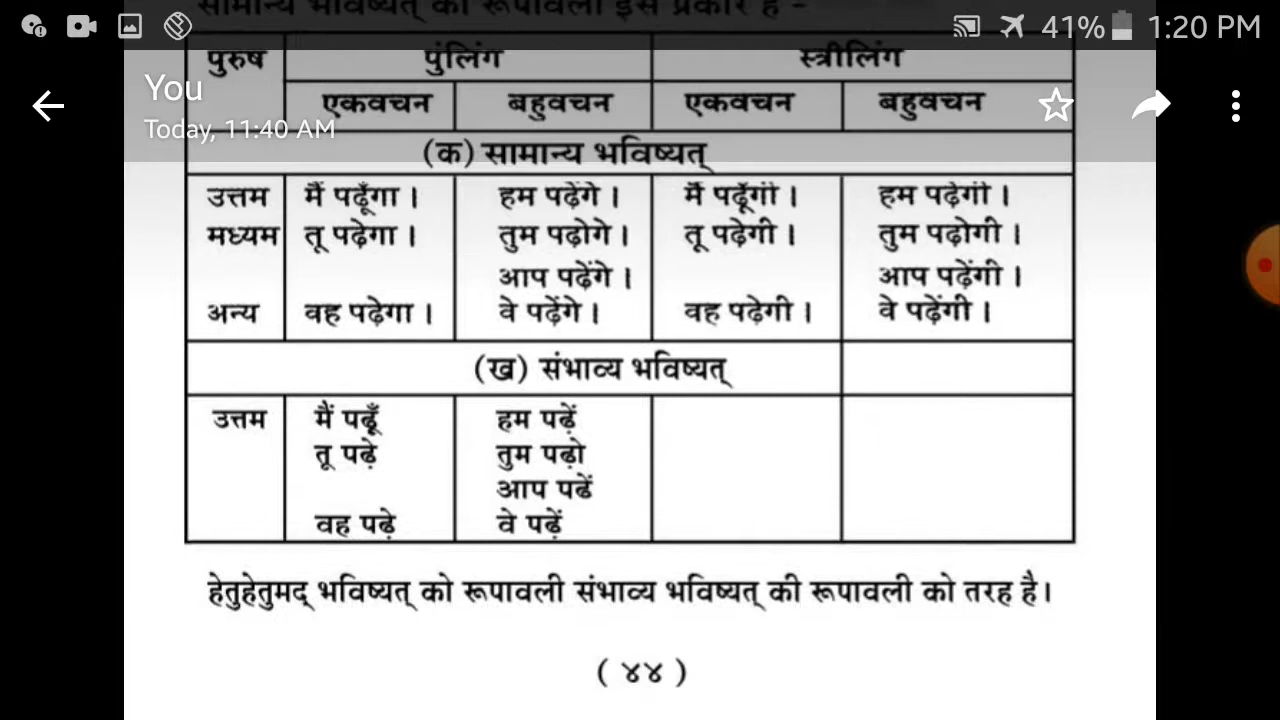 सामान्य भविष्यत् की रूपावली इस प्रकार है -
41% 1:20 PM
You
Today, 11:40 AM
पुरुष पुंलिंग स्त्रीलिंग
एकवचन बहुवचन एकवचन बहुवचन
(क) सामान्य भविष्यत्
उत्तम मैं पढ़ूँगा । हम पढ़ेंगे । मैं पढ़ूँगी । हम पढ़ेंगी ।
मध्यम तू पढ़ेगा । तुम पढ़ोगे । तू पढ़ेगी । तुम पढ़ोगी ।
आप पढ़ेंगे । आप पढ़ेंगी ।
अन्य वह पढ़ेगा । वे पढ़ेंगे । वह पढ़ेगी । वे पढ़ेंगी ।
(ख) संभाव्य भविष्यत्
उत्तम मैं पढ़ूँ हम पढ़ें
तू पढ़े तुम पढ़ो
आप पढें
वह पढ़े वे पढ़ें
हेतुहेतुमद् भविष्यत् को रूपावली संभाव्य भविष्यत् की रूपावली को तरह है।
( ४४ )